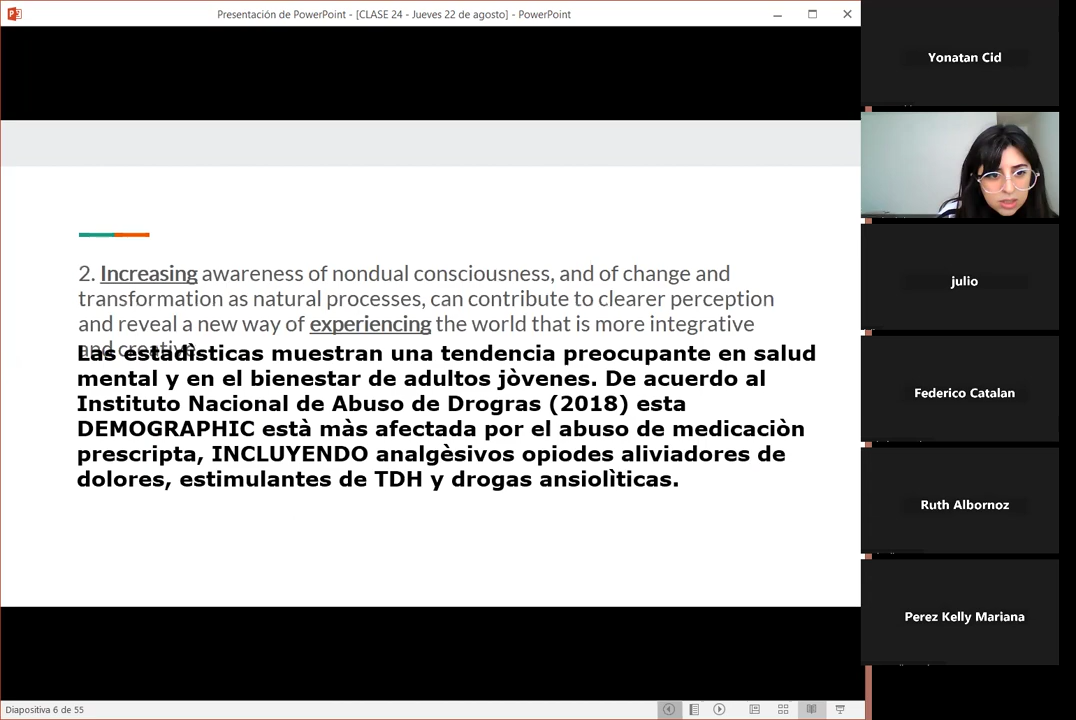 Presentación de PowerPoint - [CLASE 24 - Jueves 22 de agosto] - PowerPoint
Yonatan Cid
2. Increasing awareness of nondual consciousness, and of change and
transformation as natural processes, can contribute to clearer perception
and reveal a new way of experiencing the world that is more integrative
and creative.
Las estadìsticas muestran una tendencia preocupante en salud
mental y en el bienestar de adultos jòvenes. De acuerdo al
Instituto Nacional de Abuso de Drogras (2018) esta
DEMOGRAPHIC està màs afectada por el abuso de medicaciòn
prescripta, INCLUYENDO analgèsivos opiodes aliviadores de
dolores, estimulantes de TDH y drogas ansiolìticas.
julio
Federico Catalan
Ruth Albornoz
Perez Kelly Mariana
Diapositiva 6 de 55